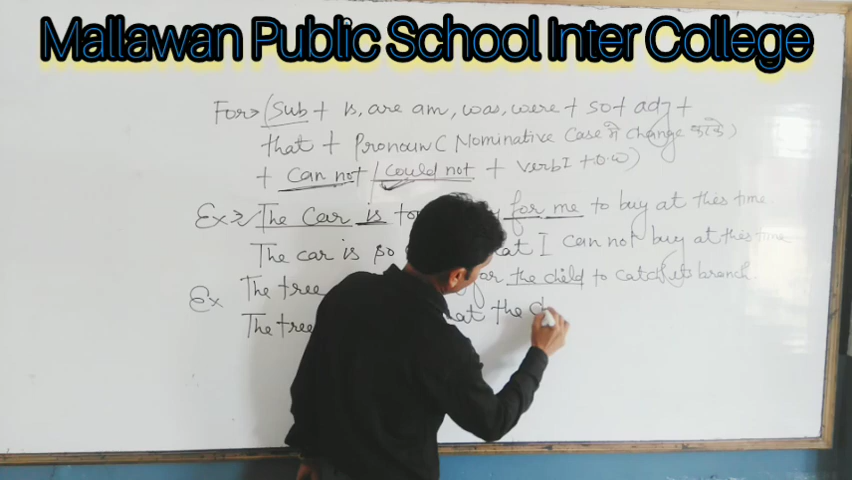 Mallawan Public School Inter College
For→ (Sub + is, are am, was, were + so + adj +
that + Pronoun ( Nominative Case में change करके)
+ can not / could not + verb I + o.w)
Ex→ The Car is to for me to buy at this time.
The car is so at I can not buy at this time
Ex The tree for the child to catch its branch.
The tree at the